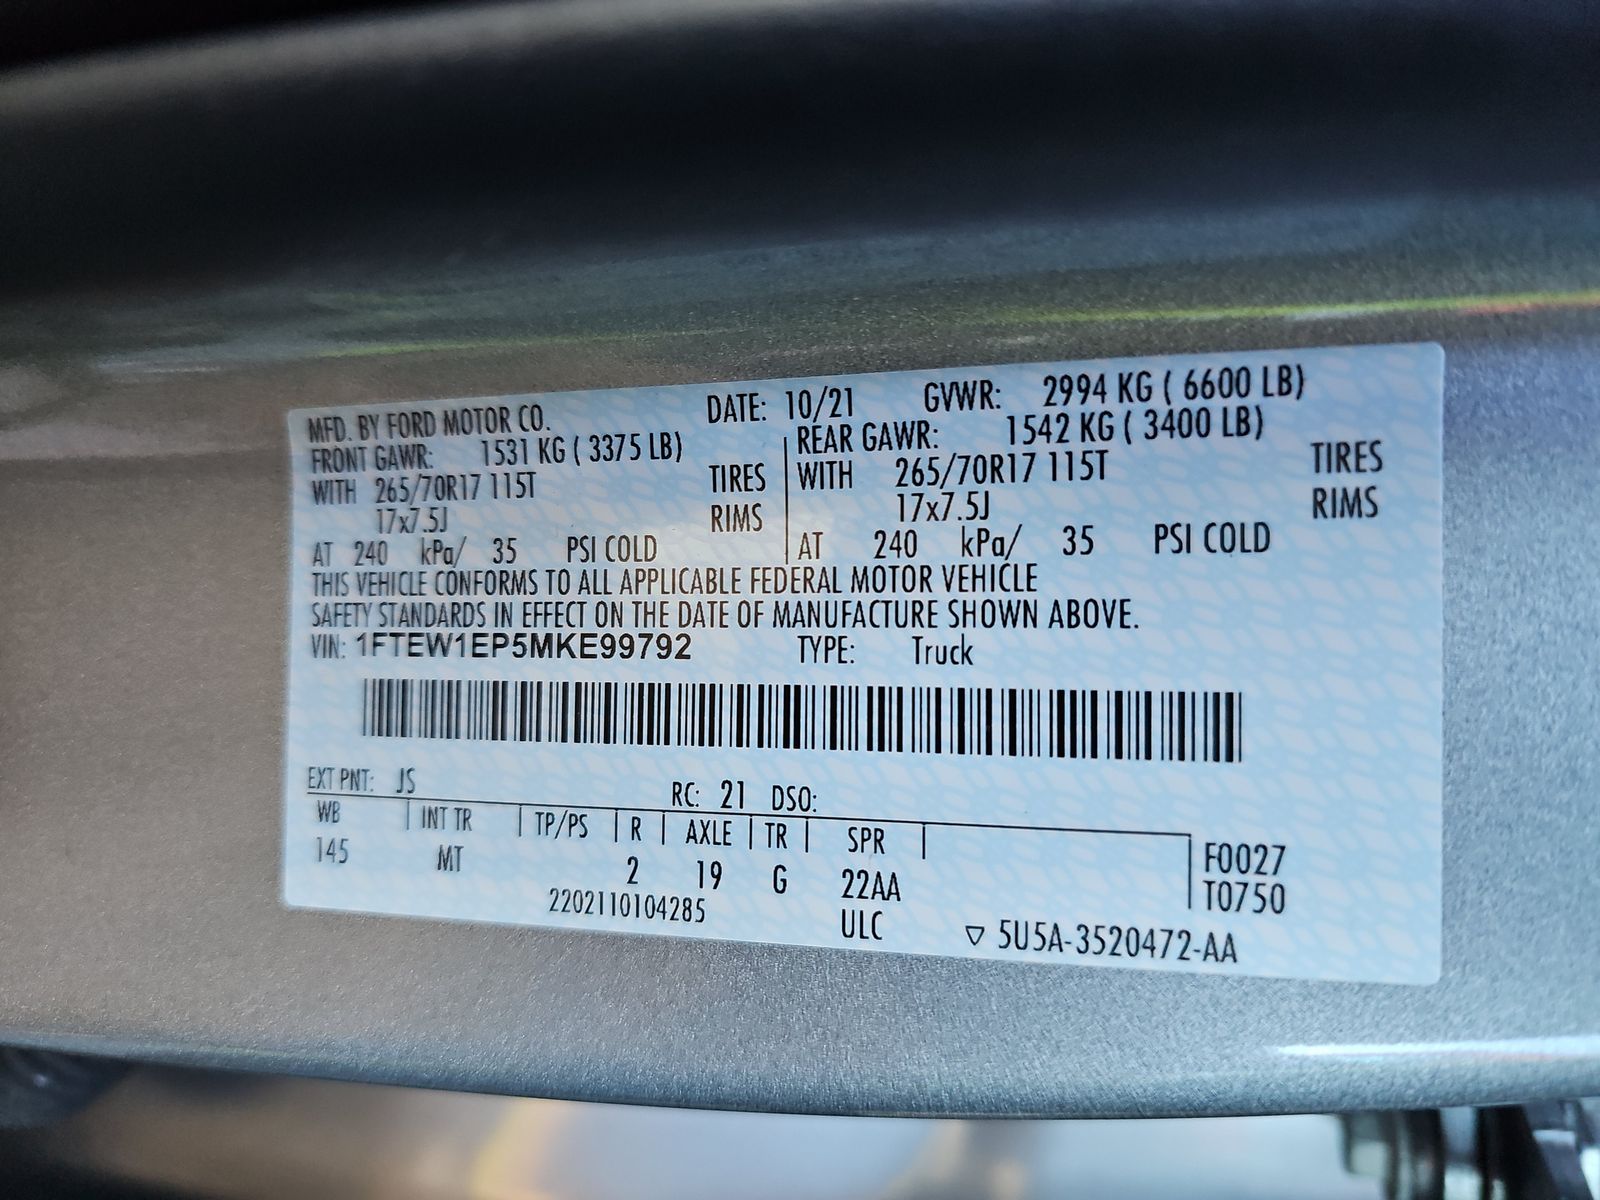 MFD. BY FORD MOTOR CO. DATE: 10/21 GVWR: 2994 KG ( 6600 LB)
FRONT GAWR: 1531 KG ( 3375 LB) REAR GAWR: 1542 KG ( 3400 LB)
WITH 265/70R17 115T TIRES WITH 265/70R17 115T TIRES
17x7.5J RIMS 17x7.5J RIMS
AT 240 kPa/ 35 PSI COLD AT 240 kPa/ 35 PSI COLD
THIS VEHICLE CONFORMS TO ALL APPLICABLE FEDERAL MOTOR VEHICLE
SAFETY STANDARDS IN EFFECT ON THE DATE OF MANUFACTURE SHOWN ABOVE.
VIN: 1FTEW1EP5MKE99792 TYPE: Truck
EXT PNT: JS RC: 21 DSO:
WB INT TR TP/PS R AXLE TR SPR
145 MT 2 19 G 22AA F0027
2202110104285 ULC T0750
▽ 5U5A-3520472-AA